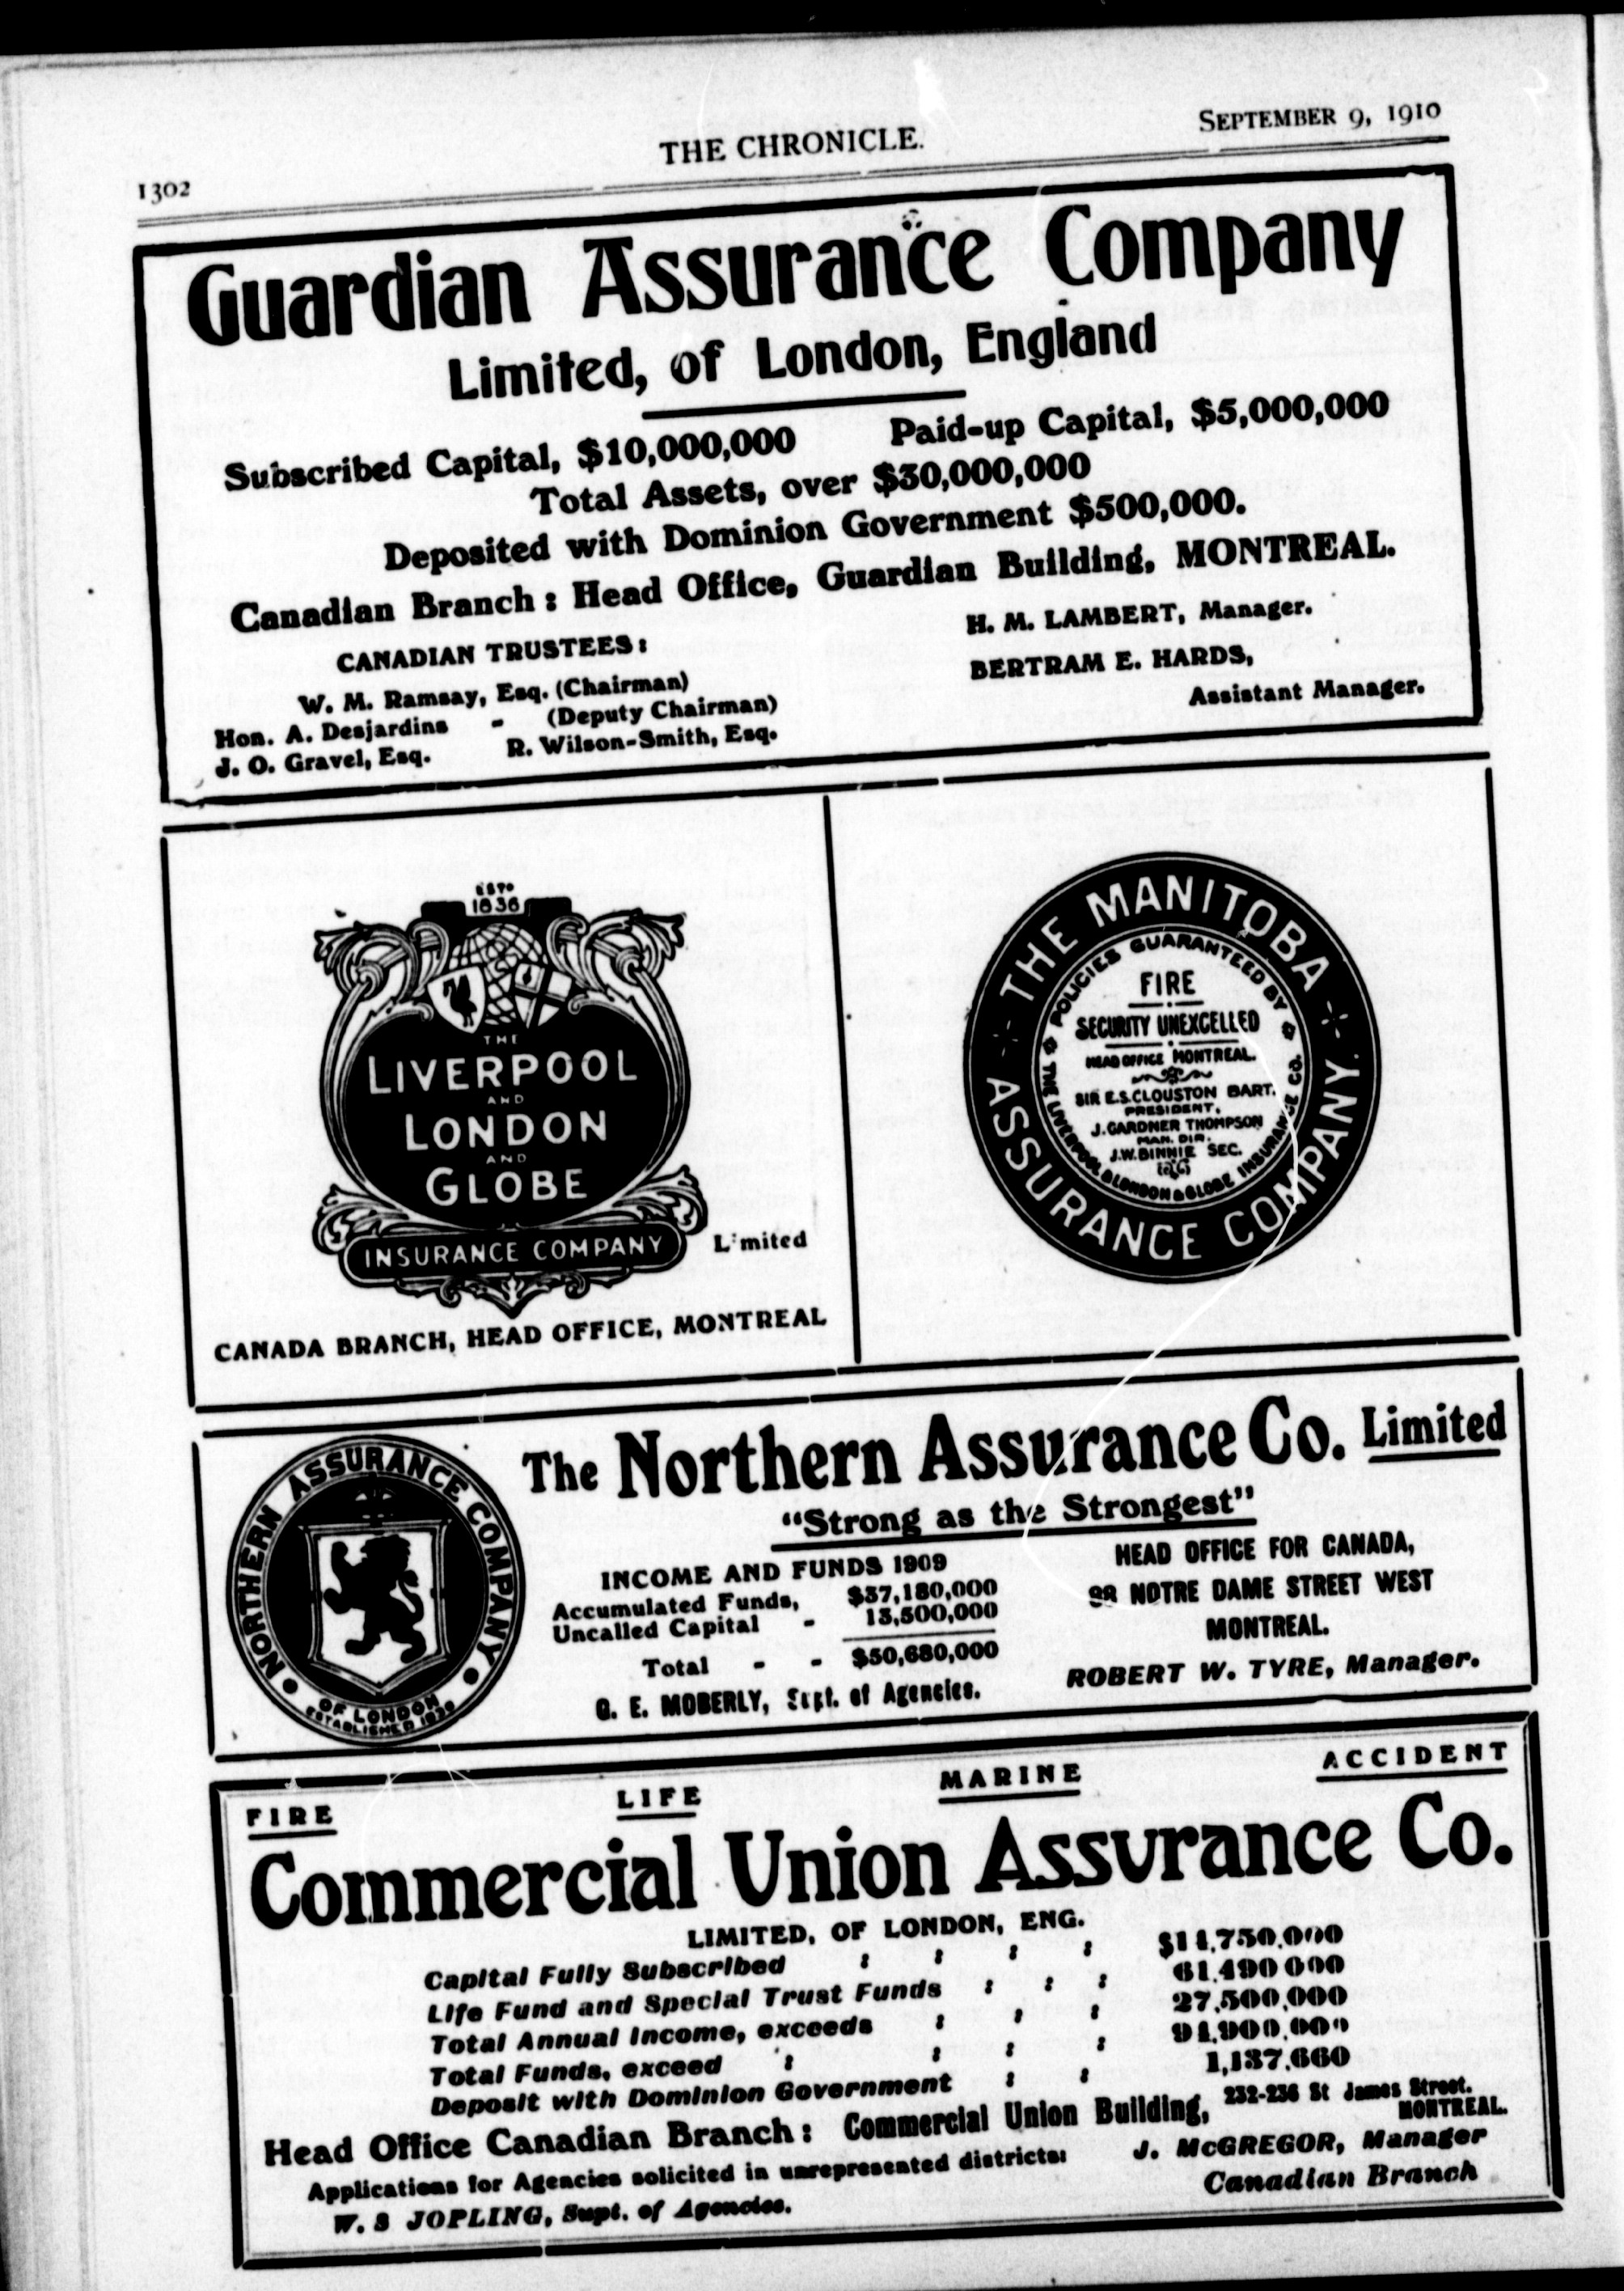 1302
THE CHRONICLE.
SEPTEMBER 9, 1910
Guardian Assurance Company
Limited, of London, England
Subscribed Capital, $10,000,000 Paid-up Capital, $5,000,000
Total Assets, over $30,000,000
Deposited with Dominion Government $500,000.
Canadian Branch : Head Office, Guardian Building, MONTREAL.
CANADIAN TRUSTEES :
W. M. Ramsay, Esq. (Chairman)
Hon. A. Desjardins - (Deputy Chairman)
J. O. Gravel, Esq. R. Wilson-Smith, Esq.
H. M. LAMBERT, Manager.
BERTRAM E. HARDS,
Assistant Manager.
ESTD
1836
THE
LIVERPOOL
AND
LONDON
AND
GLOBE
INSURANCE COMPANY
Limited
CANADA BRANCH, HEAD OFFICE, MONTREAL
THE MANITOBA
ASSURANCE COMPANY.
POLICIES GUARANTEED BY
THE LIVERPOOL & LONDON & GLOBE INSURANCE CO.
FIRE
SECURITY UNEXCELLED
HEAD OFFICE MONTREAL.
SIR E.S.CLOUSTON BART.
PRESIDENT,
J.GARDNER THOMPSON
MAN. DIR.
J.W.BINNIE SEC.
NORTHERN ASSURANCE COMPANY
OF LONDON
ESTABLISHED
The Northern Assurance Co. Limited
"Strong as the Strongest"
INCOME AND FUNDS 1909
Accumulated Funds, $37,180,000
Uncalled Capital - 13,500,000
Total - - $50,680,000
G. E. MOBERLY, Supt. of Agencies.
HEAD OFFICE FOR CANADA,
88 NOTRE DAME STREET WEST
MONTREAL.
ROBERT W. TYRE, Manager.
FIRE LIFE MARINE ACCIDENT
Commercial Union Assurance Co.
LIMITED, OF LONDON, ENG.
Capital Fully Subscribed : : : : $14,750,000
Life Fund and Special Trust Funds : : : 61,490,000
Total Annual Income, exceeds : : : 27,500,000
Total Funds, exceed : : : : 94,900,000
Deposit with Dominion Government : : 1,137,660
Head Office Canadian Branch : Commercial Union Building, 232-236 St James Street.
MONTREAL.
Applications for Agencies solicited in unrepresented districts:
W. S JOPLING, Supt. of Agencies.
J. McGREGOR, Manager
Canadian Branch